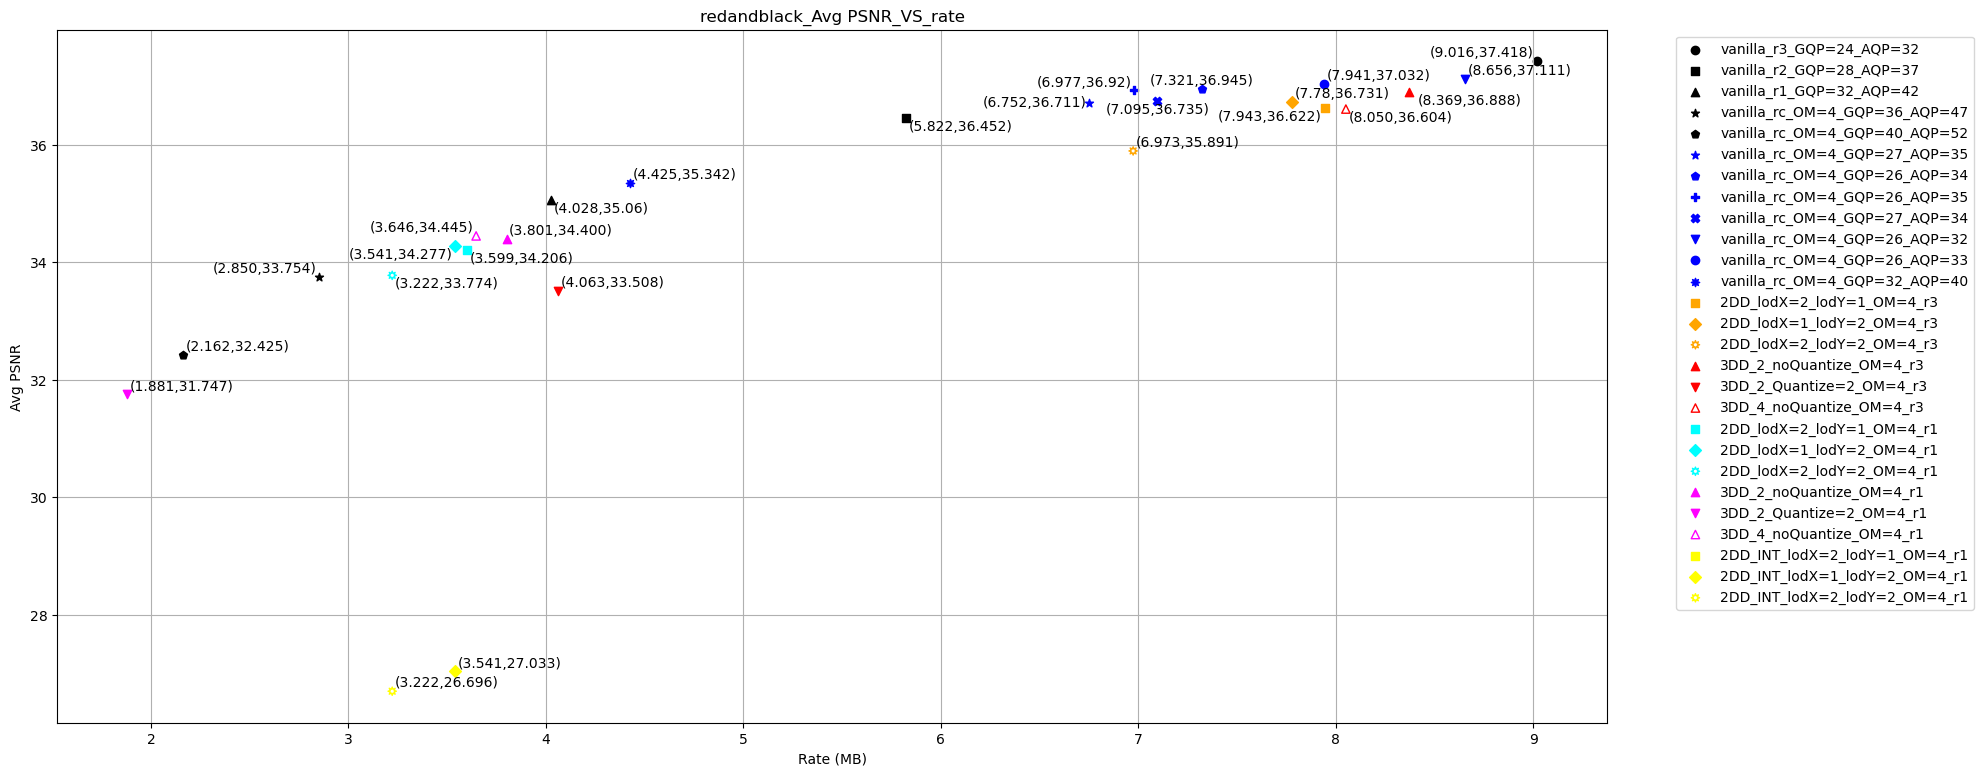 redandblack_Avg PSNR_VS_rate
(9.016,37.418)
(8.656,37.111)
(7.941,37.032)
(7.321,36.945)
(6.977,36.92)
(6.752,36.711)
(7.095,36.735)
(7.78,36.731)
(8.369,36.888)
(7.943,36.622)
(8.050,36.604)
(5.822,36.452)
(6.973,35.891)
(4.425,35.342)
(4.028,35.06)
(3.646,34.445)
(3.801,34.400)
(3.541,34.277)
(3.599,34.206)
(2.850,33.754)
(3.222,33.774)
(4.063,33.508)
(2.162,32.425)
(1.881,31.747)
(3.541,27.033)
(3.222,26.696)
36
34
32
30
28
Avg PSNR
2 3 4 5 6 7 8 9
Rate (MB)
vanilla_r3_GQP=24_AQP=32
vanilla_r2_GQP=28_AQP=37
vanilla_r1_GQP=32_AQP=42
vanilla_rc_OM=4_GQP=36_AQP=47
vanilla_rc_OM=4_GQP=40_AQP=52
vanilla_rc_OM=4_GQP=27_AQP=35
vanilla_rc_OM=4_GQP=26_AQP=34
vanilla_rc_OM=4_GQP=26_AQP=35
vanilla_rc_OM=4_GQP=27_AQP=34
vanilla_rc_OM=4_GQP=26_AQP=32
vanilla_rc_OM=4_GQP=26_AQP=33
vanilla_rc_OM=4_GQP=32_AQP=40
2DD_lodX=2_lodY=1_OM=4_r3
2DD_lodX=1_lodY=2_OM=4_r3
2DD_lodX=2_lodY=2_OM=4_r3
3DD_2_noQuantize_OM=4_r3
3DD_2_Quantize=2_OM=4_r3
3DD_4_noQuantize_OM=4_r3
2DD_lodX=2_lodY=1_OM=4_r1
2DD_lodX=1_lodY=2_OM=4_r1
2DD_lodX=2_lodY=2_OM=4_r1
3DD_2_noQuantize_OM=4_r1
3DD_2_Quantize=2_OM=4_r1
3DD_4_noQuantize_OM=4_r1
2DD_INT_lodX=2_lodY=1_OM=4_r1
2DD_INT_lodX=1_lodY=2_OM=4_r1
2DD_INT_lodX=2_lodY=2_OM=4_r1